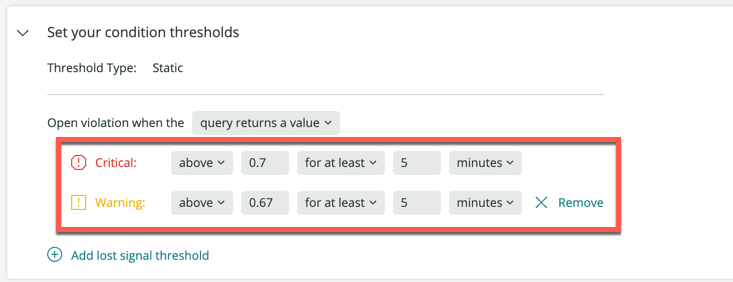 Set your condition thresholds
Threshold Type: Static
Open violation when the query returns a value
Critical: above 0.7 for at least 5 minutes
Warning: above 0.67 for at least 5 minutes Remove
Add lost signal threshold